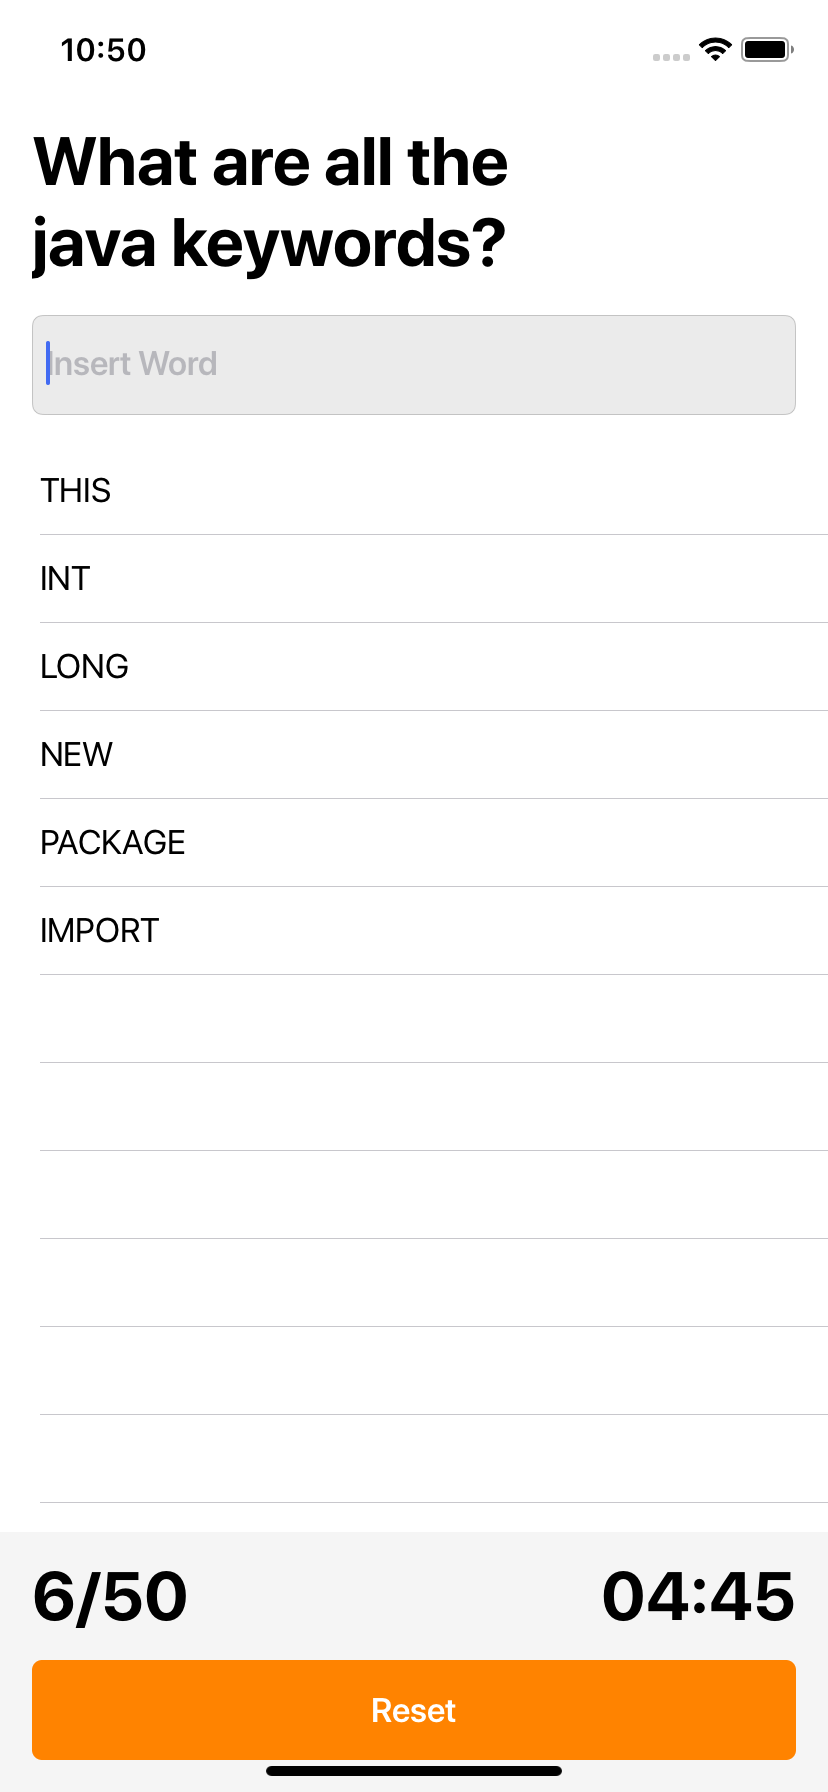 10:50
What are all the
java keywords?
Insert Word
THIS
INT
LONG
NEW
PACKAGE
IMPORT
6/50
04:45
Reset